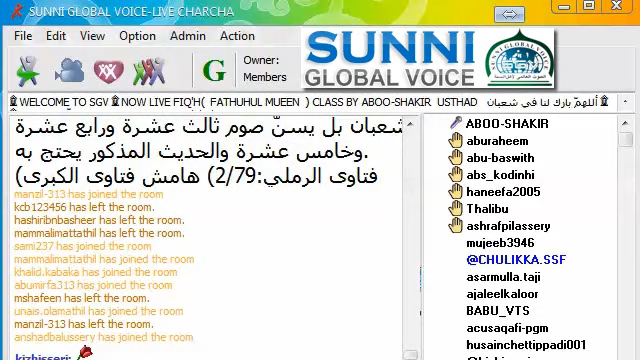 SUNNI GLOBAL VOICE-LIVE CHARCHA
File Edit View Option Admin Action
G
Owner:
Members
SUNNI
GLOBAL VOICE
WELCOME TO SGV NOW LIVE FIQ'H( FATHUHUL MUEEN ) CLASS BY ABOO-SHAKIR USTHAD أللهمّ بارك لنا في شعبان
شعبان بل يسنّ صوم ثالث عشرة ورابع عشرة
وخامس عشرة والحديث المذكور يحتج به.
فتاوى الرملي:2/79) هامش فتاوى الكبرى)
manzil-313 has joined the room
kcb123456 has left the room.
hashiribnbasheer has left the room.
mammalimattathil has left the room.
sami237 has joined the room
mammalimattathil has joined the room
khalid.kabaka has joined the room
abumirfa313 has joined the room
mshafeen has left the room.
unais.olamathil has joined the room
manzil-313 has left the room.
anshadbalussery has joined the room
kizhisseri:
ABOO-SHAKIR
aburaheem
abu-baswith
abs_kodinhi
haneefa2005
Thalibu
ashrafpilassery
mujeeb3946
@CHULIKKA.SSF
asarmulla.taji
ajaleelkaloor
BABU_VTS
acusaqafi-pgm
husainchettippadi001